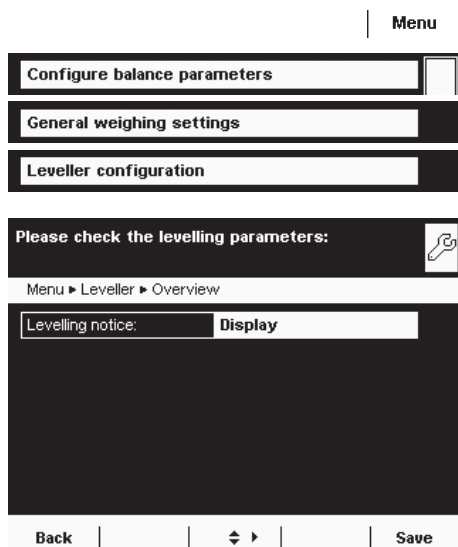 Menu
Configure balance parameters
General weighing settings
Leveller configuration
Please check the levelling parameters:
Menu ▸ Leveller ▸ Overview
Levelling notice: Display
Back Save